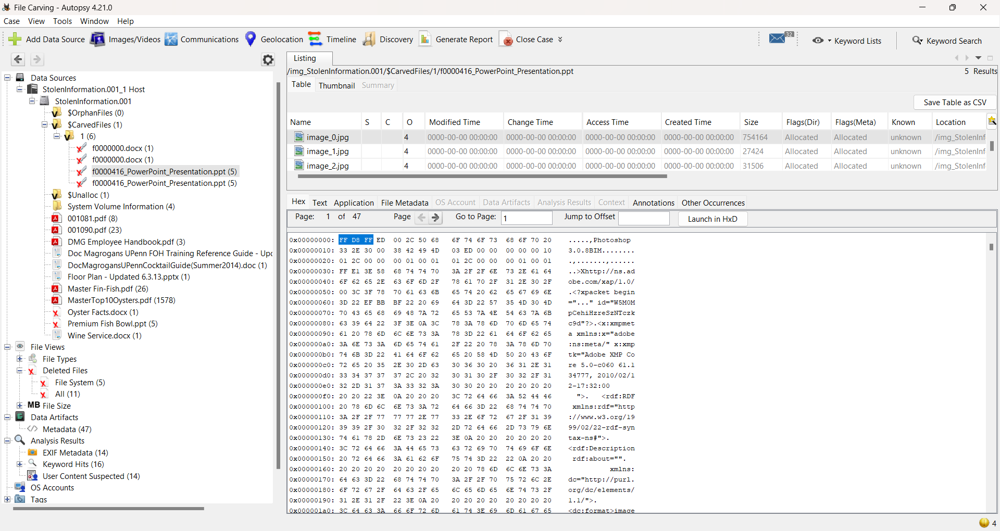 File Carving - Autopsy 4.21.0
Case View Tools Window Help
Add Data Source Images/Videos Communications Geolocation Timeline Discovery Generate Report Close Case 32 Keyword Lists Keyword Search
Data Sources
StolenInformation.001_1 Host
StolenInformation.001
$OrphanFiles (0)
$CarvedFiles (1)
1 (6)
f0000000.docx (1)
f0000000.docx (1)
f0000416_PowerPoint_Presentation.ppt (5)
f0000416_PowerPoint_Presentation.ppt (5)
$Unalloc (1)
System Volume Information (4)
001081.pdf (8)
001090.pdf (23)
DMG Employee Handbook.pdf (3)
Doc Magrogans UPenn FOH Training Reference Guide - Upd
DocMagrogansUPennCocktailGuide(Summer2014).doc (1)
Floor Plan - Updated 6.3.13.pptx (1)
Master Fin-Fish.pdf (26)
MasterTop10Oysters.pdf (1578)
Oyster Facts.docx (1)
Premium Fish Bowl.ppt (5)
Wine Service.docx (1)
File Views
File Types
Deleted Files
File System (5)
All (11)
MB File Size
Data Artifacts
Metadata (47)
Analysis Results
EXIF Metadata (14)
Keyword Hits (16)
User Content Suspected (14)
OS Accounts
Tags
Listing
/img_StolenInformation.001/$CarvedFiles/1/f0000416_PowerPoint_Presentation.ppt 5 Results
Table Thumbnail Summary
Save Table as CSV
Name S C O Modified Time Change Time Access Time Created Time Size Flags(Dir) Flags(Meta) Known Location
image_0.jpg 4 0000-00-00 00:00:00 0000-00-00 00:00:00 0000-00-00 00:00:00 0000-00-00 00:00:00 754164 Allocated Allocated unknown /img_StolenInf
image_1.jpg 4 0000-00-00 00:00:00 0000-00-00 00:00:00 0000-00-00 00:00:00 0000-00-00 00:00:00 27424 Allocated Allocated unknown /img_StolenInf
image_2.jpg 4 0000-00-00 00:00:00 0000-00-00 00:00:00 0000-00-00 00:00:00 0000-00-00 00:00:00 31506 Allocated Allocated unknown /img_StolenInf
Hex Text Application File Metadata OS Account Data Artifacts Analysis Results Context Annotations Other Occurrences
Page: 1 of 47 Page Go to Page: 1 Jump to Offset Launch in HxD
0x00000000: FF D8 FF ED 00 2C 50 68 6F 74 6F 73 68 6F 70 20 .....,Photoshop
0x00000010: 33 2E 30 00 38 42 49 4D 03 ED 00 00 00 00 00 10 3.0.8BIM........
0x00000020: 01 2C 00 00 00 01 00 01 01 2C 00 00 00 01 00 01 .,.......,......
0x00000030: FF E1 3E 58 68 74 74 70 3A 2F 2F 6E 73 2E 61 64 ..>Xhttp://ns.ad
0x00000040: 6F 62 65 2E 63 6F 6D 2F 78 61 70 2F 31 2E 30 2F obe.com/xap/1.0/
0x00000050: 00 3C 3F 78 70 61 63 6B 65 74 20 62 65 67 69 6E .<?xpacket begin
0x00000060: 3D 22 EF BB BF 22 20 69 64 3D 22 57 35 4D 30 4D ="..." id="W5M0M
0x00000070: 70 43 65 68 69 48 7A 72 65 53 7A 4E 54 63 7A 6B pCehiHzreSzNTczk
0x00000080: 63 39 64 22 3F 3E 0A 3C 78 3A 78 6D 70 6D 65 74 c9d"?>.<x:xmpmet
0x00000090: 61 20 78 6D 6C 6E 73 3A 78 3D 22 61 64 6F 62 65 a xmlns:x="adobe
0x000000a0: 3A 6E 73 3A 6D 65 74 61 2F 22 20 78 3A 78 6D 70 :ns:meta/" x:xmp
0x000000b0: 74 6B 3D 22 41 64 6F 62 65 20 58 4D 50 20 43 6F tk="Adobe XMP Co
0x000000c0: 72 65 20 35 2E 30 2D 63 30 36 30 20 36 31 2E 31 re 5.0-c060 61.1
0x000000d0: 33 34 37 37 37 2C 20 32 30 31 30 2F 30 32 2F 31 34777, 2010/02/1
0x000000e0: 32 2D 31 37 3A 33 32 3A 30 30 20 20 20 20 20 20 2-17:32:00
0x000000f0: 20 20 22 3E 0A 20 20 20 3C 72 64 66 3A 52 44 46 ">. <rdf:RDF
0x00000100: 20 78 6D 6C 6E 73 3A 72 64 66 3D 22 68 74 74 70 xmlns:rdf="http
0x00000110: 3A 2F 2F 77 77 77 2E 77 33 2E 6F 72 67 2F 31 39 ://www.w3.org/19
0x00000120: 39 39 2F 30 32 2F 32 32 2D 72 64 66 2D 73 79 6E 99/02/22-rdf-syn
0x00000130: 74 61 78 2D 6E 73 23 22 3E 0A 20 20 20 20 20 20 tax-ns#">.
0x00000140: 3C 72 64 66 3A 44 65 73 63 72 69 70 74 69 6F 6E <rdf:Description
0x00000150: 20 72 64 66 3A 61 62 6F 75 74 3D 22 22 0A 20 20 rdf:about="".
0x00000160: 20 20 20 20 20 20 20 20 20 20 78 6D 6C 6E 73 3A xmlns:
0x00000170: 64 63 3D 22 68 74 74 70 3A 2F 2F 70 75 72 6C 2E dc="http://purl.
0x00000180: 6F 72 67 2F 64 63 2F 65 6C 65 6D 65 6E 74 73 2F org/dc/elements/
0x00000190: 31 2E 31 2F 22 3E 0A 20 20 20 20 20 20 20 20 20 1.1/">.
0x000001a0: 3C 64 63 3A 66 6F 72 6D 61 74 3E 69 6D 61 67 65 <dc:format>image
4